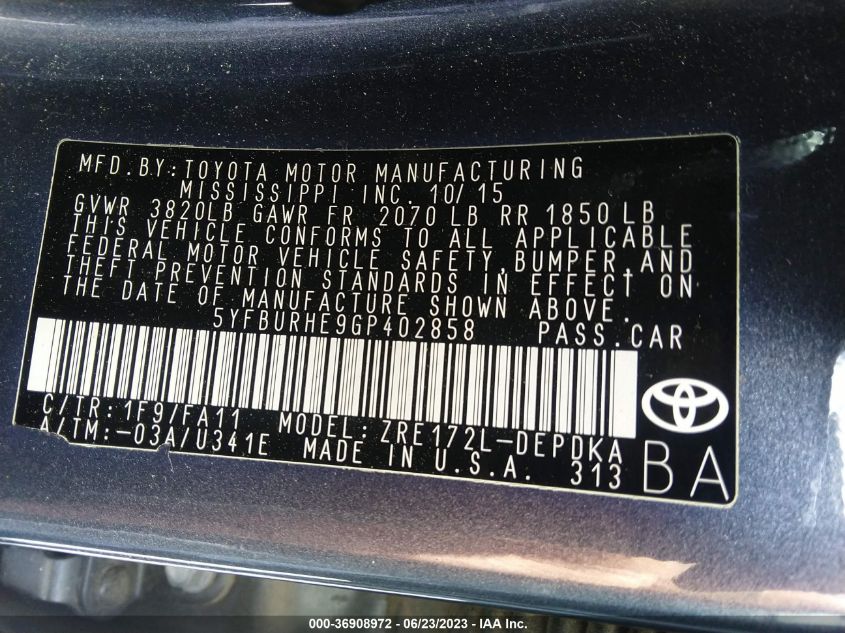 MFD.BY:TOYOTA MOTOR MANUFACTURING
MISSISSIPPI INC. 10/15
GVWR 3820LB GAWR FR 2070 LB RR 1850 LB
THIS VEHICLE CONFORMS TO ALL APPLICABLE
FEDERAL MOTOR VEHICLE SAFETY,BUMPER,AND
THEFT PREVENTION STANDARDS IN EFFECT ON
THE DATE OF MANUFACTURE SHOWN ABOVE.
5YFBURHE9GP402858 PASS.CAR
C/TR:1F9/FA11 MODEL:ZRE172L-DEPDKA
A/TM:-03A/U341E MADE IN U.S.A. 313
BA
000-36908972 / 06/23/2023 - IAA Inc.